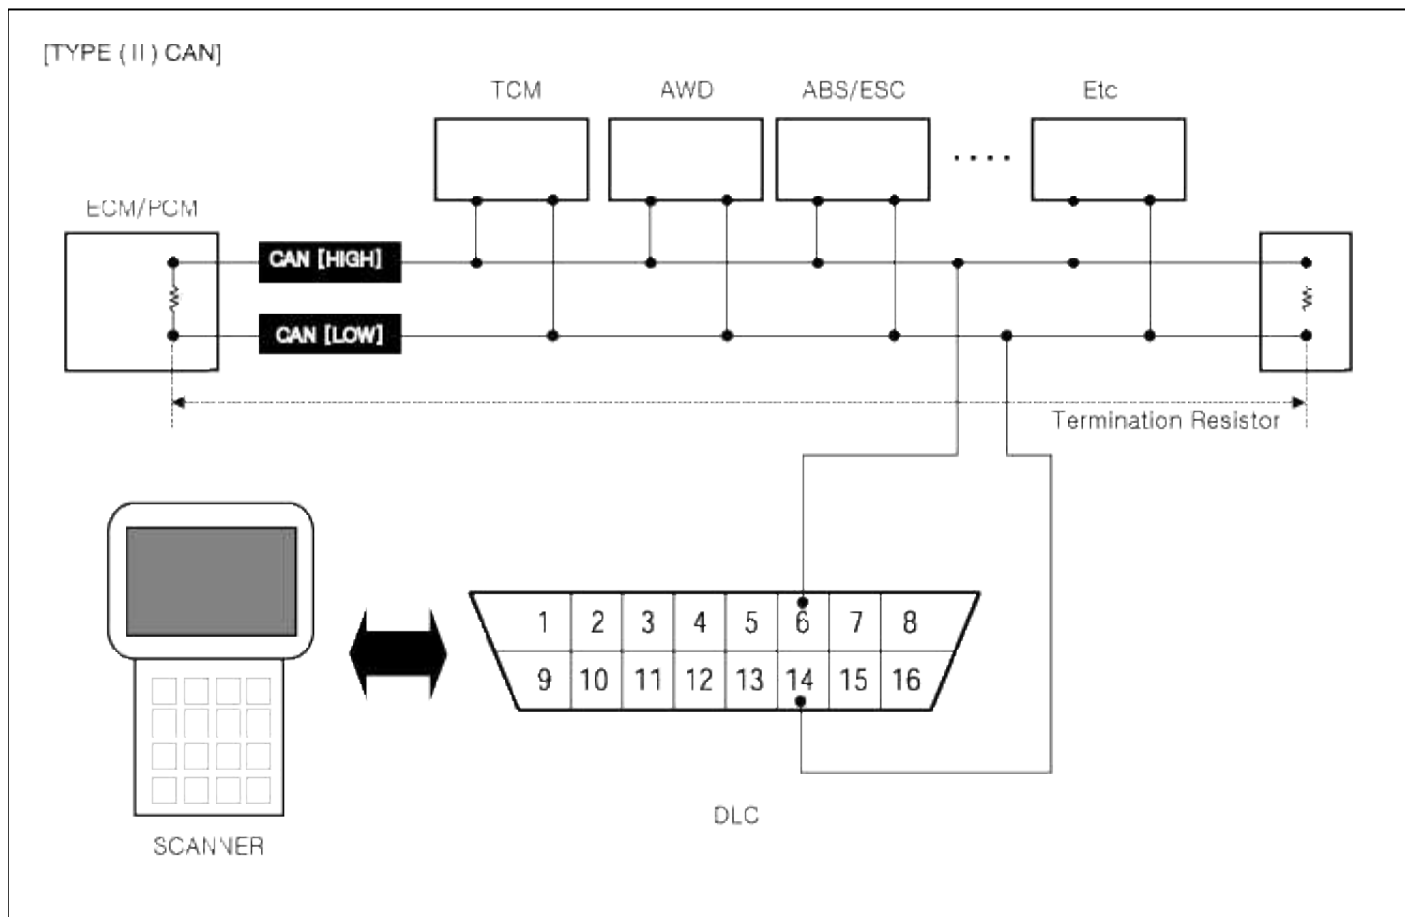 [TYPE (II) CAN]
TCM AWD ABS/ESC Etc
ECM/PCM
CAN [HIGH]
CAN [LOW]
Termination Resistor
1 2 3 4 5 6 7 8
9 10 11 12 13 14 15 16
DLC
SCANNER